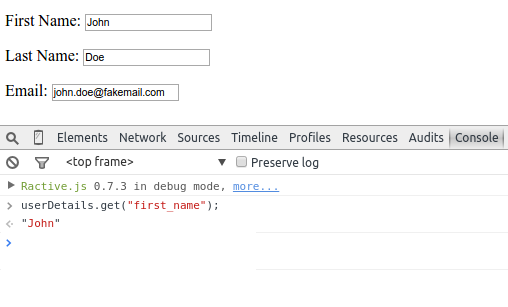 First Name: John
Last Name: Doe
Email: john.doe@fakemail.com
Elements Network Sources Timeline Profiles Resources Audits Console
<top frame> Preserve log
Ractive.js 0.7.3 in debug mode, more...
userDetails.get("first_name");
"John"